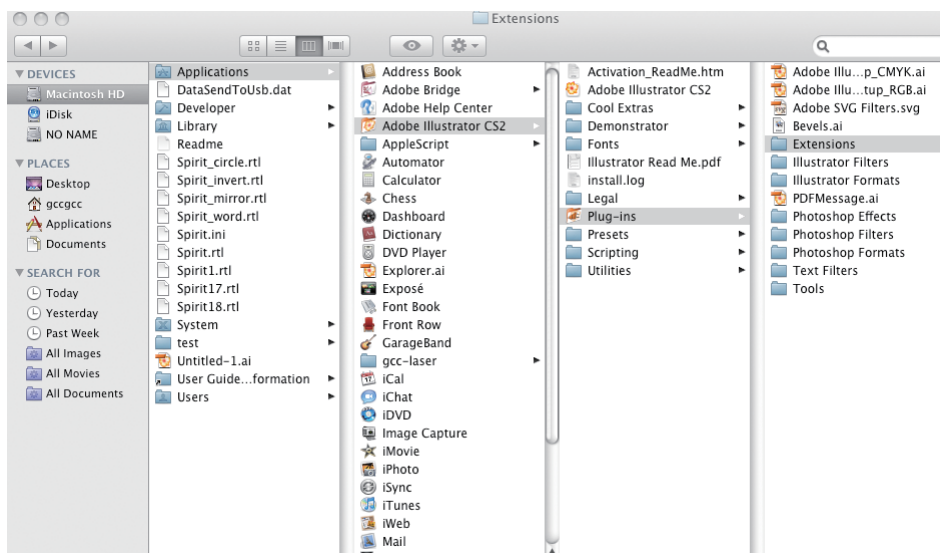 Extensions
DEVICES
Macintosh HD
iDisk
NO NAME
PLACES
Desktop
gccgcc
Applications
Documents
SEARCH FOR
Today
Yesterday
Past Week
All Images
All Movies
All Documents
Applications
DataSendToUsb.dat
Developer
Library
Readme
Spirit_circle.rtl
Spirit_invert.rtl
Spirit_mirror.rtl
Spirit_word.rtl
Spirit.ini
Spirit.rtl
Spirit1.rtl
Spirit17.rtl
Spirit18.rtl
System
test
Untitled-1.ai
User Guide...formation
Users
Address Book
Adobe Bridge
Adobe Help Center
Adobe Illustrator CS2
AppleScript
Automator
Calculator
Chess
Dashboard
Dictionary
DVD Player
Explorer.ai
Exposé
Font Book
Front Row
GarageBand
gcc-laser
iCal
iChat
iDVD
Image Capture
iMovie
iPhoto
iSync
iTunes
iWeb
Mail
Activation_ReadMe.htm
Adobe Illustrator CS2
Cool Extras
Demonstrator
Fonts
Illustrator Read Me.pdf
install.log
Legal
Plug-ins
Presets
Scripting
Utilities
Adobe Illu...p_CMYK.ai
Adobe Illu...tup_RGB.ai
Adobe SVG Filters.svg
Bevels.ai
Extensions
Illustrator Filters
Illustrator Formats
PDFMessage.ai
Photoshop Effects
Photoshop Filters
Photoshop Formats
Text Filters
Tools